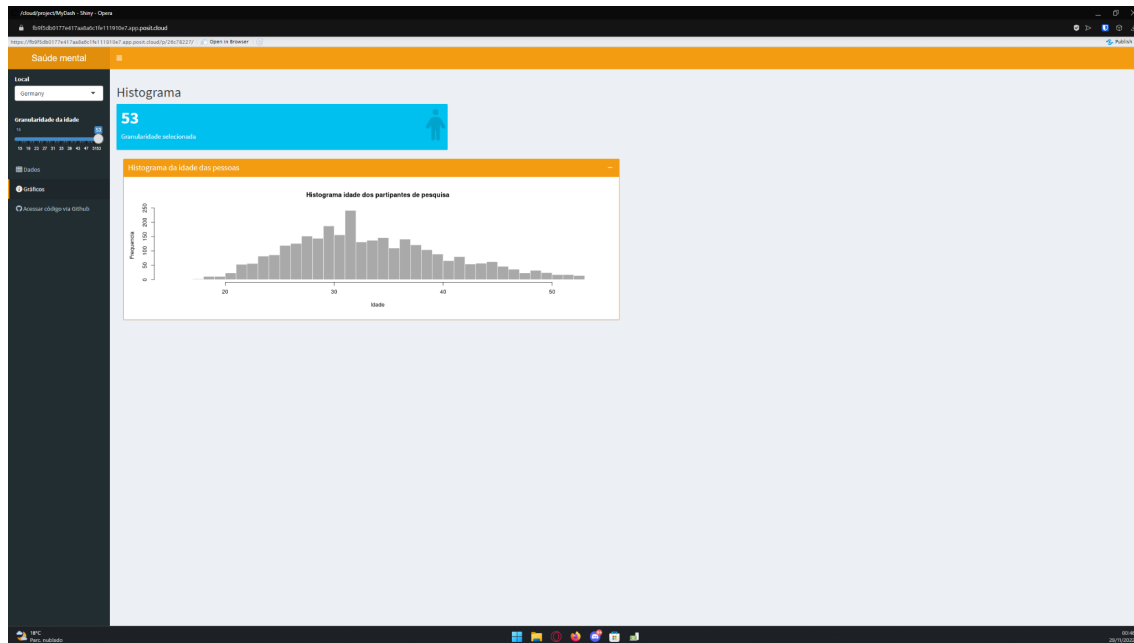 /cloud/project/MyDash - Shiny - Opera
Open in Browser
Publish
Saúde mental
Local
Germany
Granularidade da idade
53
Dados
Gráficos
Acessar código via Github
Histograma
53
Granularidade selecionada
Histograma da idade das pessoas
Histograma idade dos partipantes de pesquisa
Frequencia
0 50 100 150 200 250
20 30 40 50
Idade
18°C
Parc. nublado